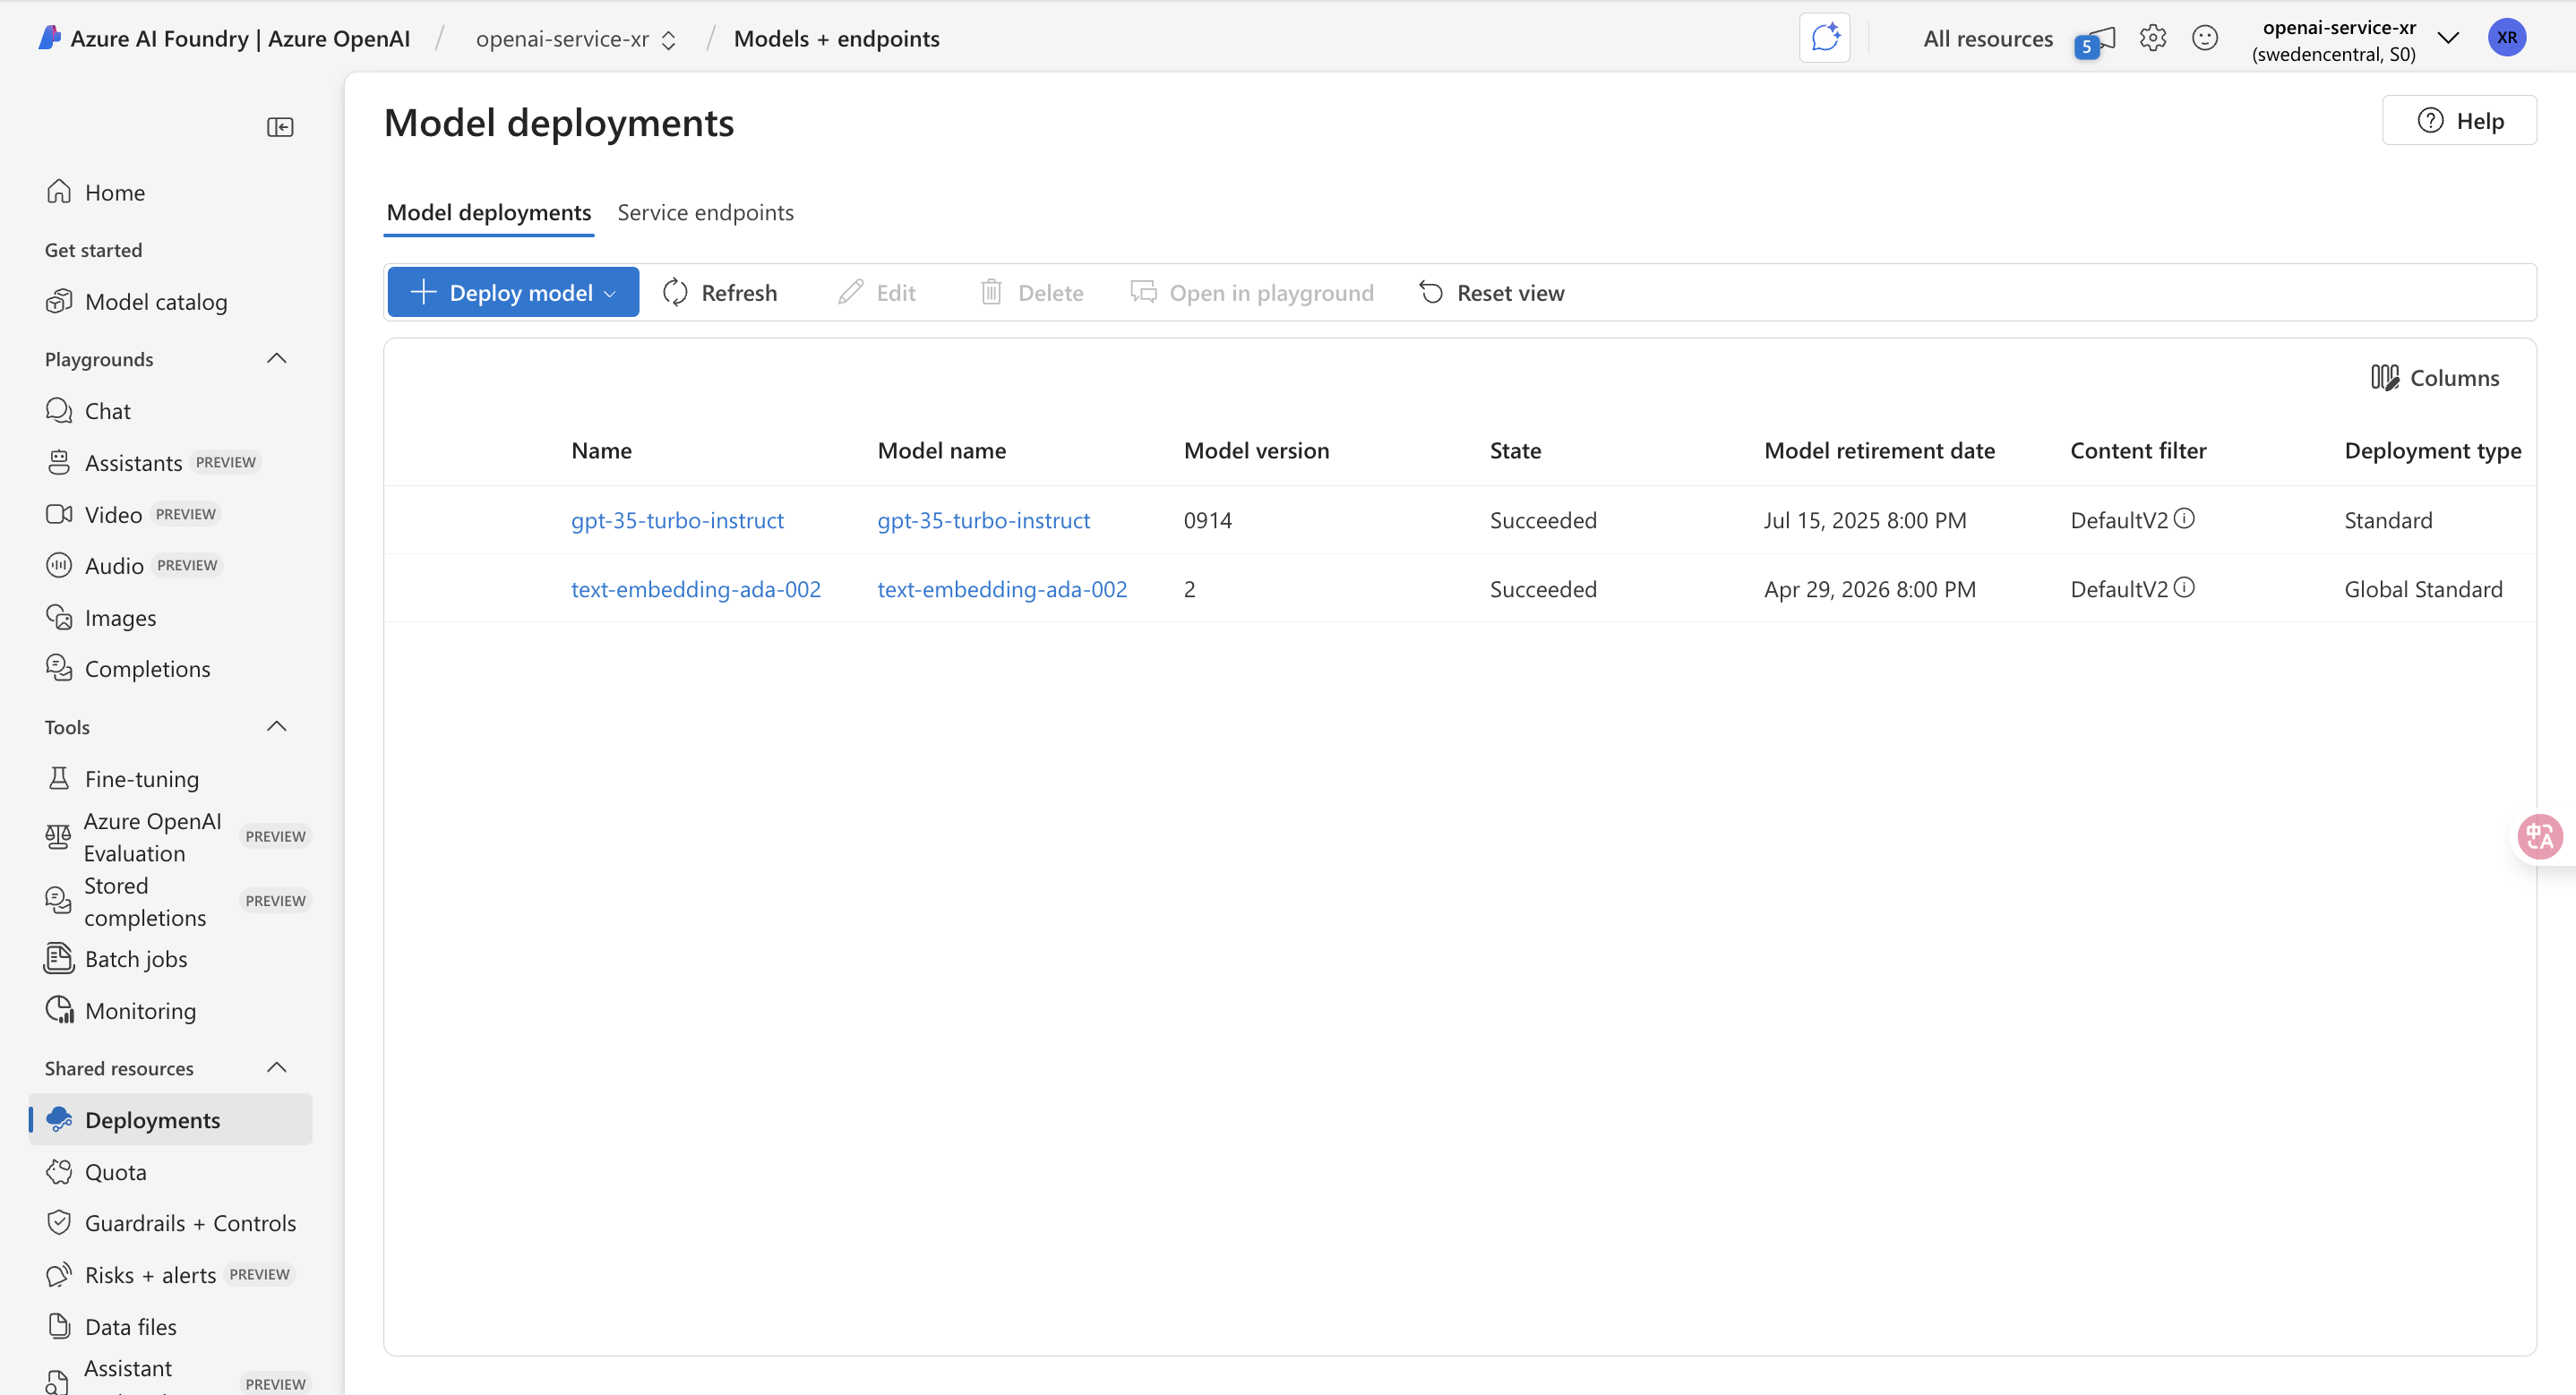 Azure AI Foundry | Azure OpenAI / openai-service-xr / Models + endpoints
All resources
5
openai-service-xr
(swedencentral, S0)
XR
Home
Get started
Model catalog
Playgrounds
Chat
Assistants PREVIEW
Video PREVIEW
Audio PREVIEW
Images
Completions
Tools
Fine-tuning
Azure OpenAI
Evaluation
PREVIEW
Stored
completions
PREVIEW
Batch jobs
Monitoring
Shared resources
Deployments
Quota
Guardrails + Controls
Risks + alerts PREVIEW
Data files
Assistant
PREVIEW
Model deployments
Help
Model deployments Service endpoints
Deploy model Refresh Edit Delete Open in playground Reset view
Columns
Name Model name Model version State Model retirement date Content filter Deployment type
gpt-35-turbo-instruct gpt-35-turbo-instruct 0914 Succeeded Jul 15, 2025 8:00 PM DefaultV2 Standard
text-embedding-ada-002 text-embedding-ada-002 2 Succeeded Apr 29, 2026 8:00 PM DefaultV2 Global Standard
中A